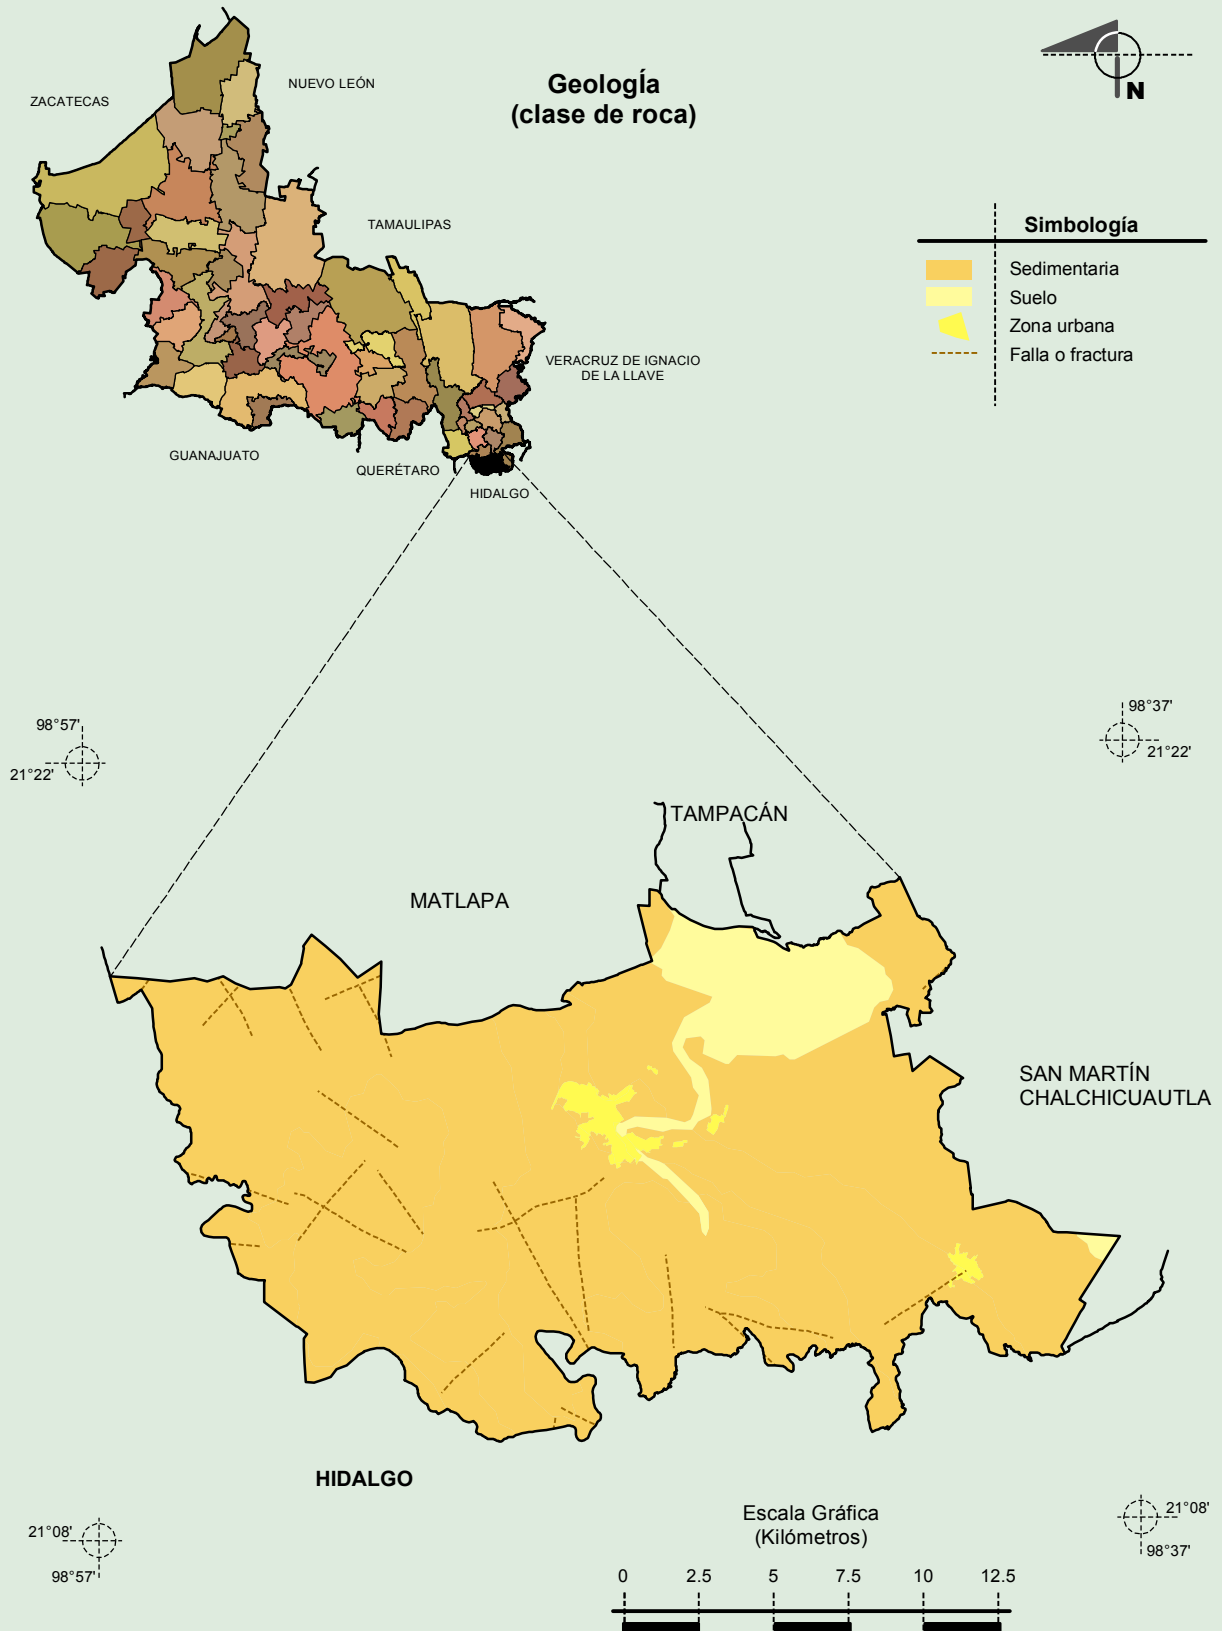 Geología
(clase de roca)
N
ZACATECAS
NUEVO LEÓN
TAMAULIPAS
VERACRUZ DE IGNACIO
DE LA LLAVE
GUANAJUATO
QUERÉTARO
HIDALGO
Simbología
Sedimentaria
Suelo
Zona urbana
Falla o fractura
98°57'
21°22'
98°37'
21°22'
TAMPACÁN
MATLAPA
SAN MARTÍN
CHALCHICUAUTLA
HIDALGO
21°08'
98°57'
21°08'
98°37'
Escala Gráfica
(Kilómetros)
0 2.5 5 7.5 10 12.5